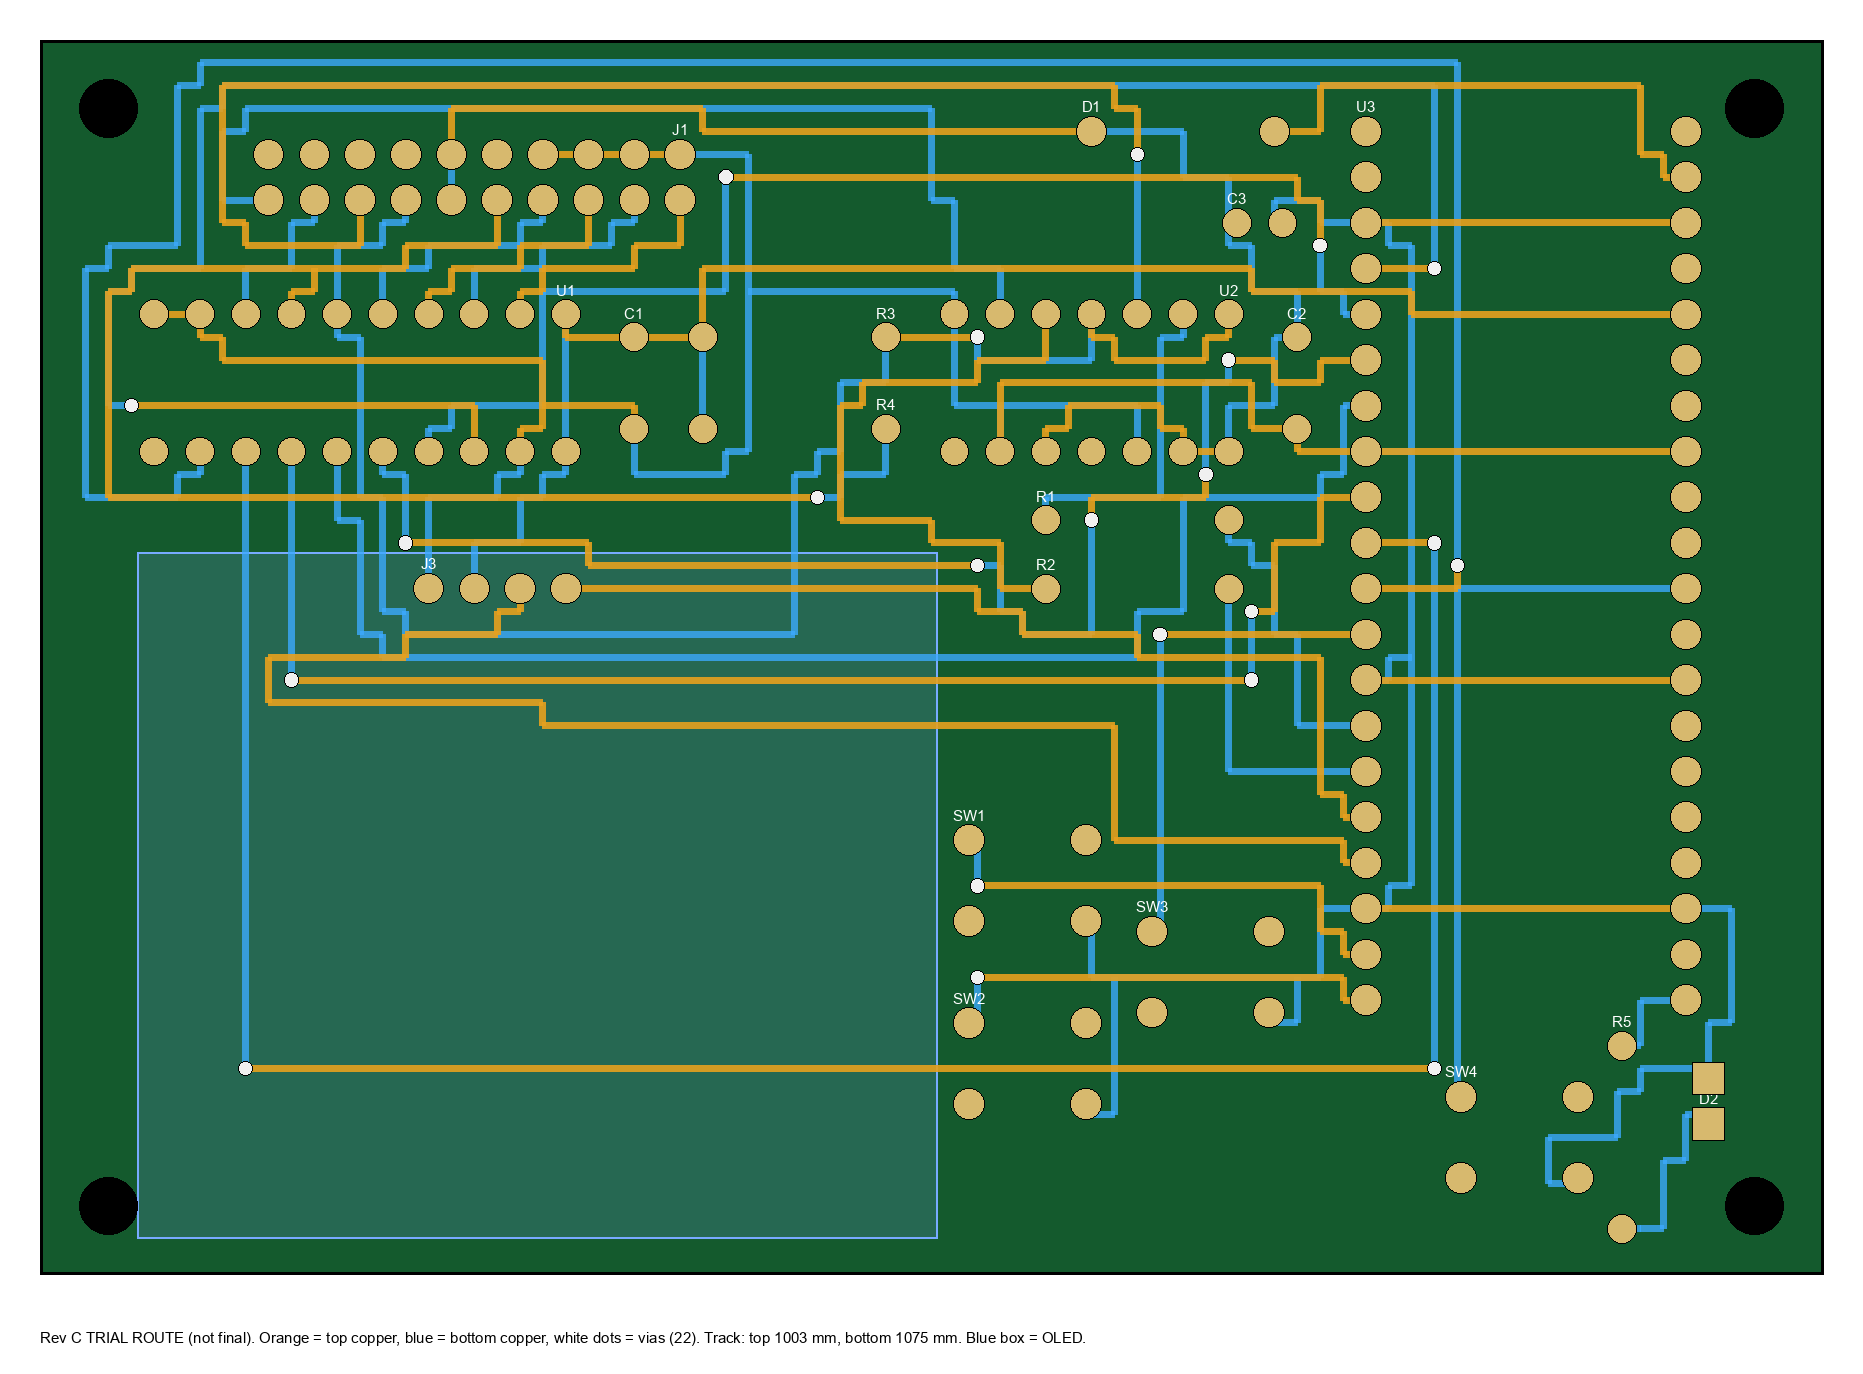 D1
U3
J1
C3
U1
U2
C1
R3
C2
R4
R1
J3
R2
SW1
SW3
SW2
R5
SW4
D2
Rev C TRIAL ROUTE (not final). Orange = top copper, blue = bottom copper, white dots = vias (22). Track: top 1003 mm, bottom 1075 mm. Blue box = OLED.